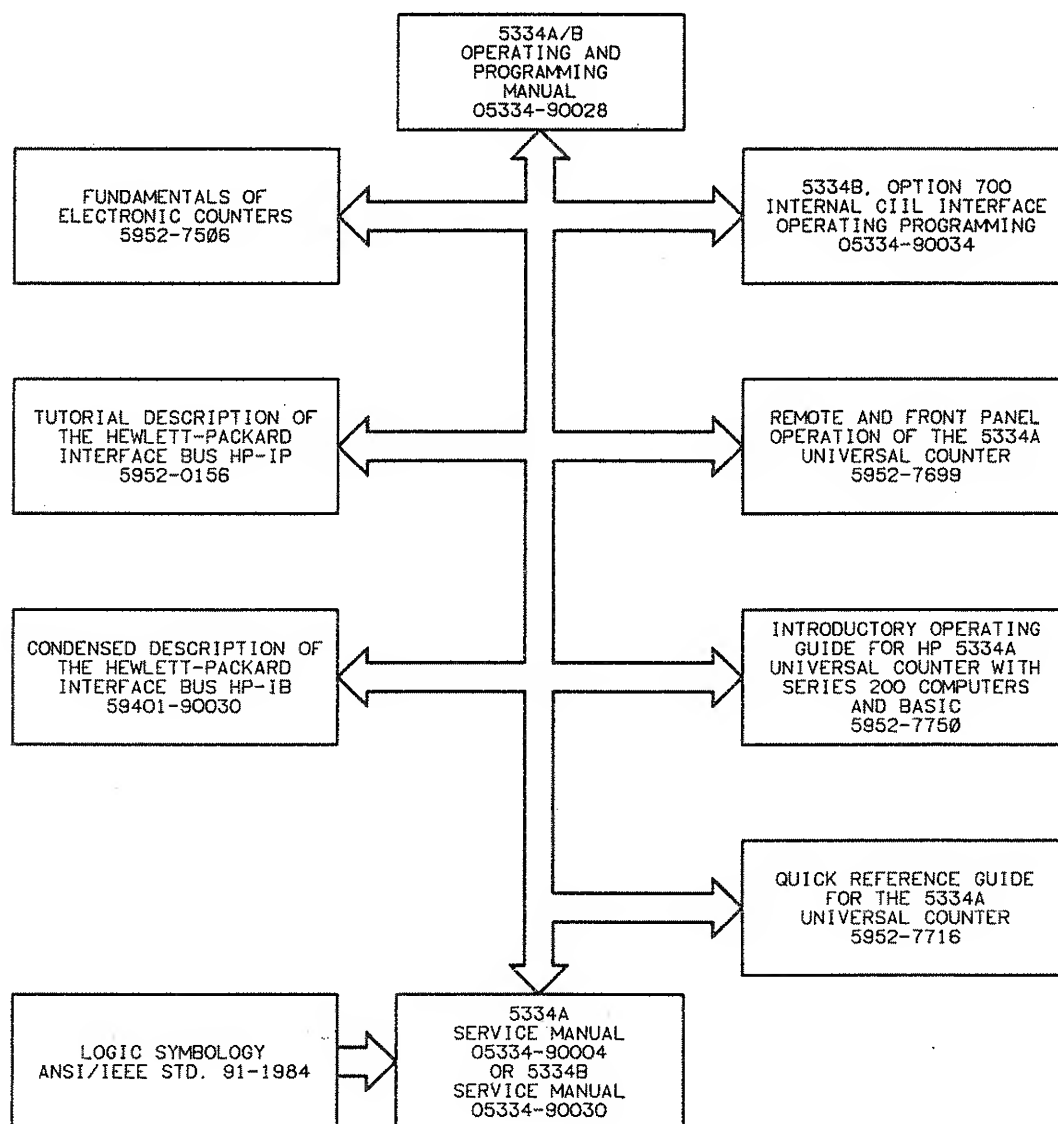 5334A/B
OPERATING AND
PROGRAMMING
MANUAL
05334-90028
FUNDAMENTALS OF
ELECTRONIC COUNTERS
5952-7506
5334B, OPTION 700
INTERNAL CIIL INTERFACE
OPERATING PROGRAMMING
05334-90034
TUTORIAL DESCRIPTION OF
THE HEWLETT-PACKARD
INTERFACE BUS HP-IP
5952-0156
REMOTE AND FRONT PANEL
OPERATION OF THE 5334A
UNIVERSAL COUNTER
5952-7699
CONDENSED DESCRIPTION OF
THE HEWLETT-PACKARD
INTERFACE BUS HP-IB
59401-90030
INTRODUCTORY OPERATING
GUIDE FOR HP 5334A
UNIVERSAL COUNTER WITH
SERIES 200 COMPUTERS
AND BASIC
5952-7750
QUICK REFERENCE GUIDE
FOR THE 5334A
UNIVERSAL COUNTER
5952-7716
LOGIC SYMBOLOGY
ANSI/IEEE STD. 91-1984
5334A
SERVICE MANUAL
05334-90004
OR 5334B
SERVICE MANUAL
05334-90030